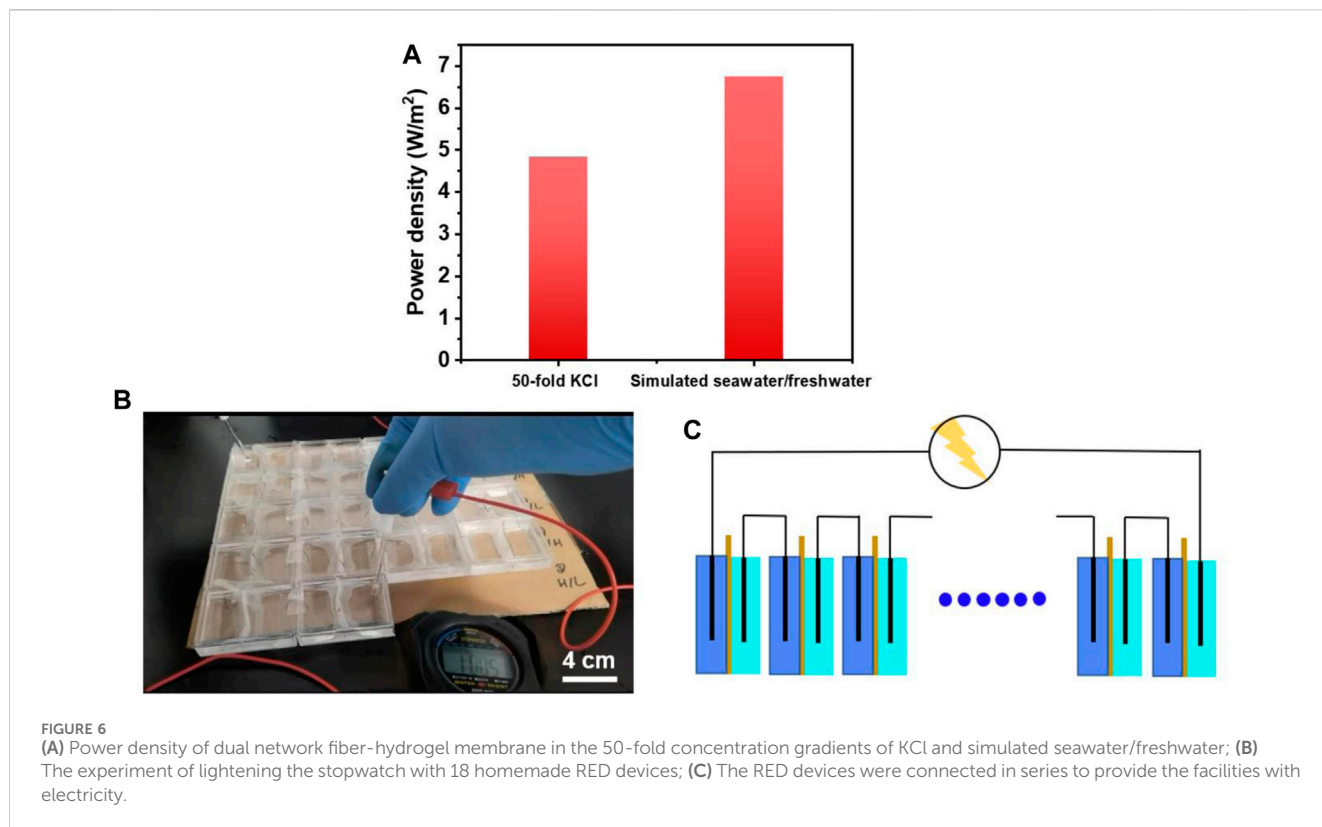 A
Power density (W/m²)
7
6
5
4
3
2
1
0
50-fold KCl
Simulated seawater/freshwater
B
H/L
4 cm
C
FIGURE 6
(A) Power density of dual network fiber-hydrogel membrane in the 50-fold concentration gradients of KCl and simulated seawater/freshwater; (B)
The experiment of lightening the stopwatch with 18 homemade RED devices; (C) The RED devices were connected in series to provide the facilities with
electricity.